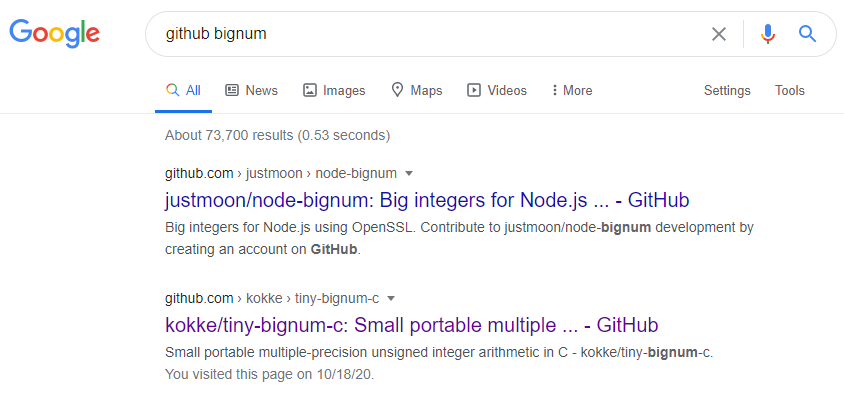 Google
github bignum
All News Images Maps Videos More Settings Tools
About 73,700 results (0.53 seconds)
github.com › justmoon › node-bignum
justmoon/node-bignum: Big integers for Node.js ... - GitHub
Big integers for Node.js using OpenSSL. Contribute to justmoon/node-bignum development by
creating an account on GitHub.
github.com › kokke › tiny-bignum-c
kokke/tiny-bignum-c: Small portable multiple ... - GitHub
Small portable multiple-precision unsigned integer arithmetic in C - kokke/tiny-bignum-c.
You visited this page on 10/18/20.